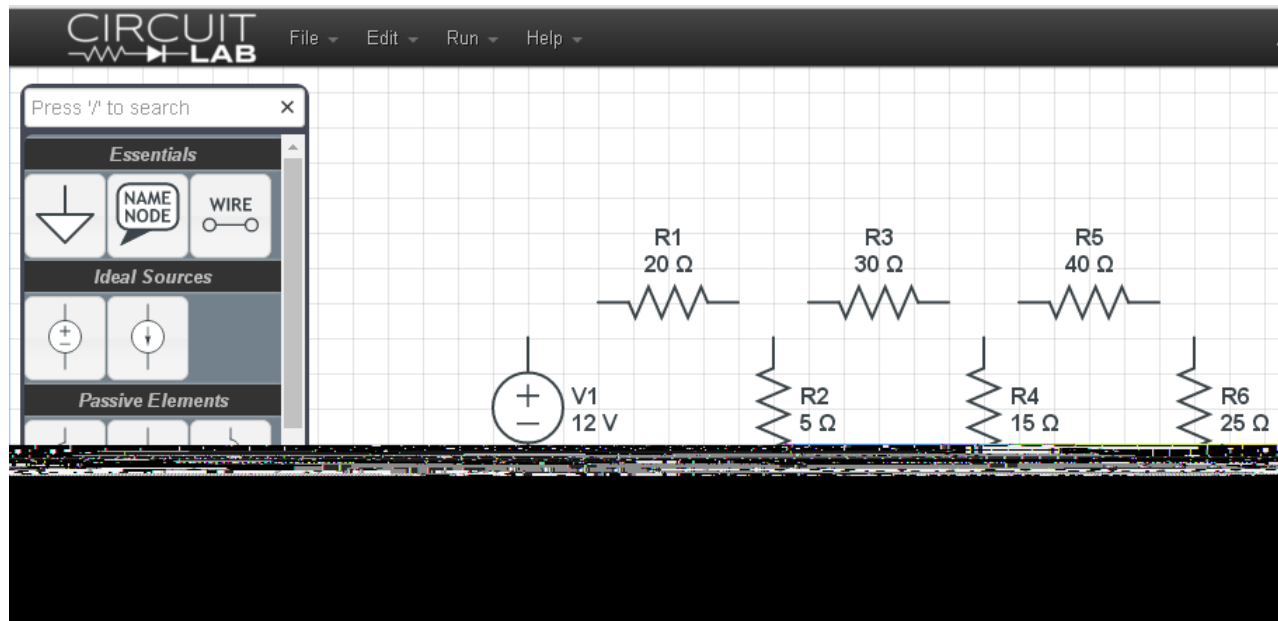 CIRCUIT
LAB
File Edit Run Help
Press '/' to search
Essentials
NAME
NODE
WIRE
Ideal Sources
Passive Elements
R1
20 Ω
R3
30 Ω
R5
40 Ω
V1
12 V
R2
5 Ω
R4
15 Ω
R6
25 Ω